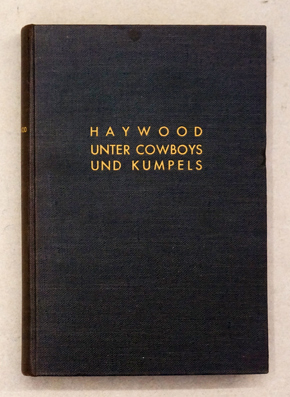 HAYWOOD
UNTER COWBOYS
UND KUMPELS